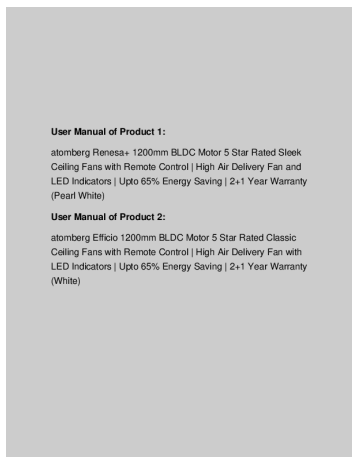 User Manual of Product 1:
atomberg Renesa+ 1200mm BLDC Motor 5 Star Rated Sleek
Ceiling Fans with Remote Control | High Air Delivery Fan and
LED Indicators | Upto 65% Energy Saving | 2+1 Year Warranty
(Pearl White)
User Manual of Product 2:
atomberg Efficio 1200mm BLDC Motor 5 Star Rated Classic
Ceiling Fans with Remote Control | High Air Delivery Fan with
LED Indicators | Upto 65% Energy Saving | 2+1 Year Warranty
(White)